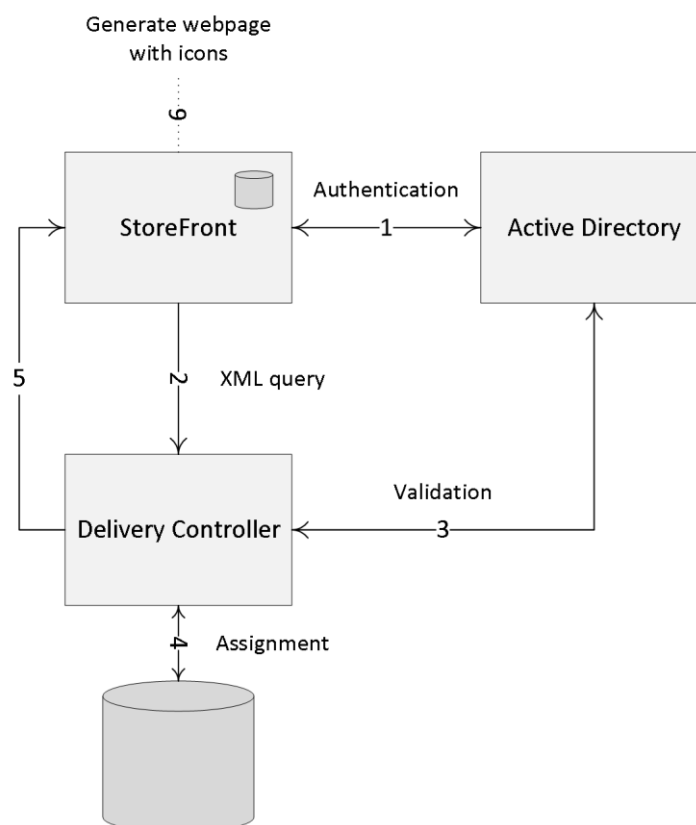 Generate webpage
with icons
6
StoreFront
Authentication
1
Active Directory
5
2
XML query
Delivery Controller
Validation
3
4
Assignment